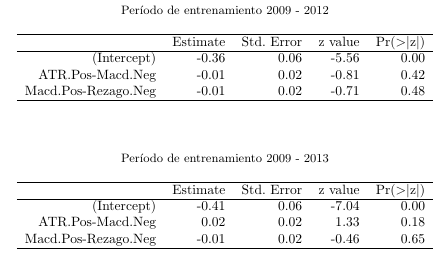 Período de entrenamiento 2009 - 2012
Estimate Std. Error z value Pr(>|z|)
(Intercept) -0.36 0.06 -5.56 0.00
ATR.Pos-Macd.Neg -0.01 0.02 -0.81 0.42
Macd.Pos-Rezago.Neg -0.01 0.02 -0.71 0.48
Período de entrenamiento 2009 - 2013
Estimate Std. Error z value Pr(>|z|)
(Intercept) -0.41 0.06 -7.04 0.00
ATR.Pos-Macd.Neg 0.02 0.02 1.33 0.18
Macd.Pos-Rezago.Neg -0.01 0.02 -0.46 0.65